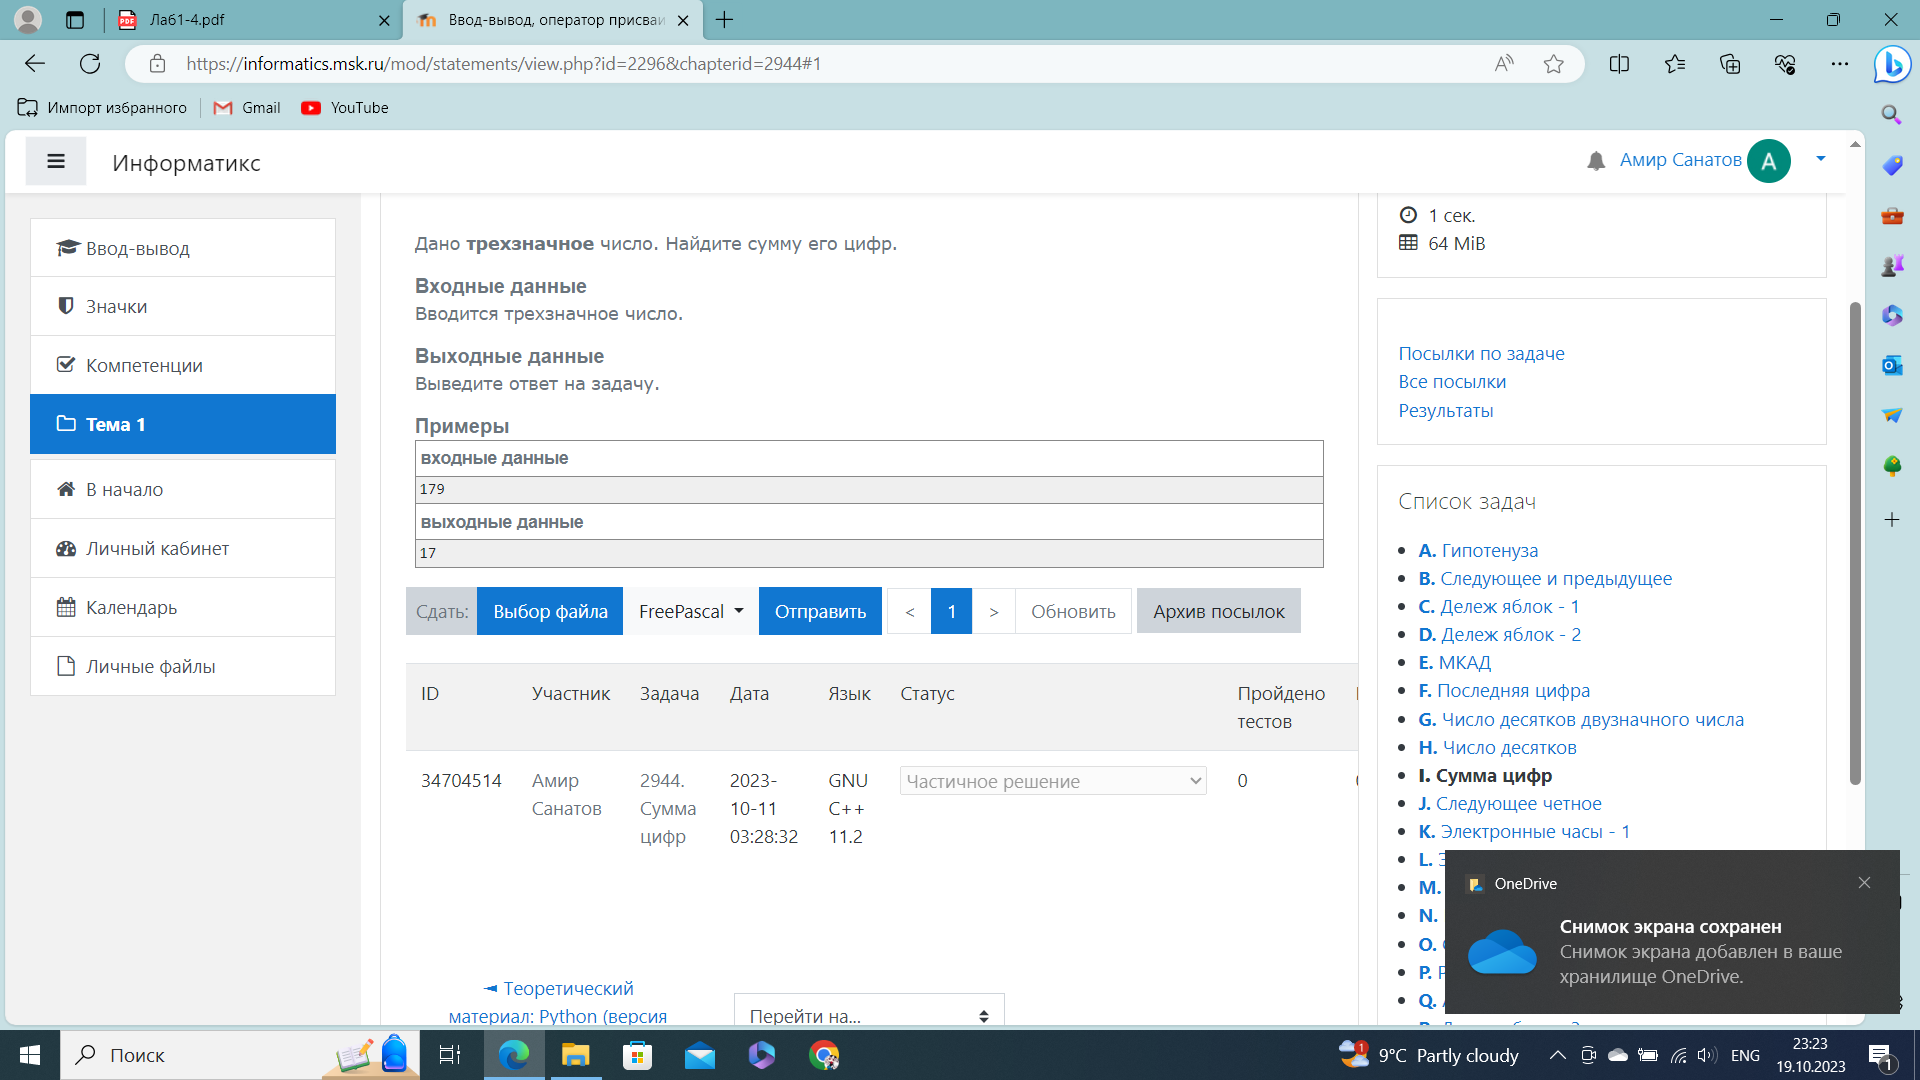 Ла61-4.pdf
Ввод-вывод, оператор присваи
https://informatics.msk.ru/mod/statements/view.php?id=2296&chapterid=2944#1
Импорт избранного
Gmail
YouTube
Информатикс
Амир Санатов
А
Ввод-вывод
Значки
Компетенции
Тема 1
В начало
Личный кабинет
Календарь
Личные файлы
Дано трехзначное число. Найдите сумму его цифр.
Входные данные
Вводится трехзначное число.
Выходные данные
Выведите ответ на задачу.
Примеры
входные данные
179
выходные данные
17
Сдать: Выбор файла FreePascal Отправить < 1 > Обновить Архив посылок
ID Участник Задача Дата Язык Статус Пройдено
тестов
34704514 Амир 2944. 2023- GNU Частичное решение 0
Санатов Сумма 10-11 C++
цифр 03:28:32 11.2
◄ Теоретический
материал: Python (версия
Перейти на...
1 сек.
64 MiB
Посылки по задаче
Все посылки
Результаты
Список задач
A. Гипотенуза
B. Следующее и предыдущее
C. Дележ яблок - 1
D. Дележ яблок - 2
E. МКАД
F. Последняя цифра
G. Число десятков двузначного числа
H. Число десятков
I. Сумма цифр
J. Следующее четное
K. Электронные часы - 1
L.
M.
N.
O.
P.
Q.
OneDrive
Снимок экрана сохранен
Снимок экрана добавлен в ваше
хранилище OneDrive.
Поиск
1
9°C Partly cloudy
ENG
23:23
19.10.2023
1